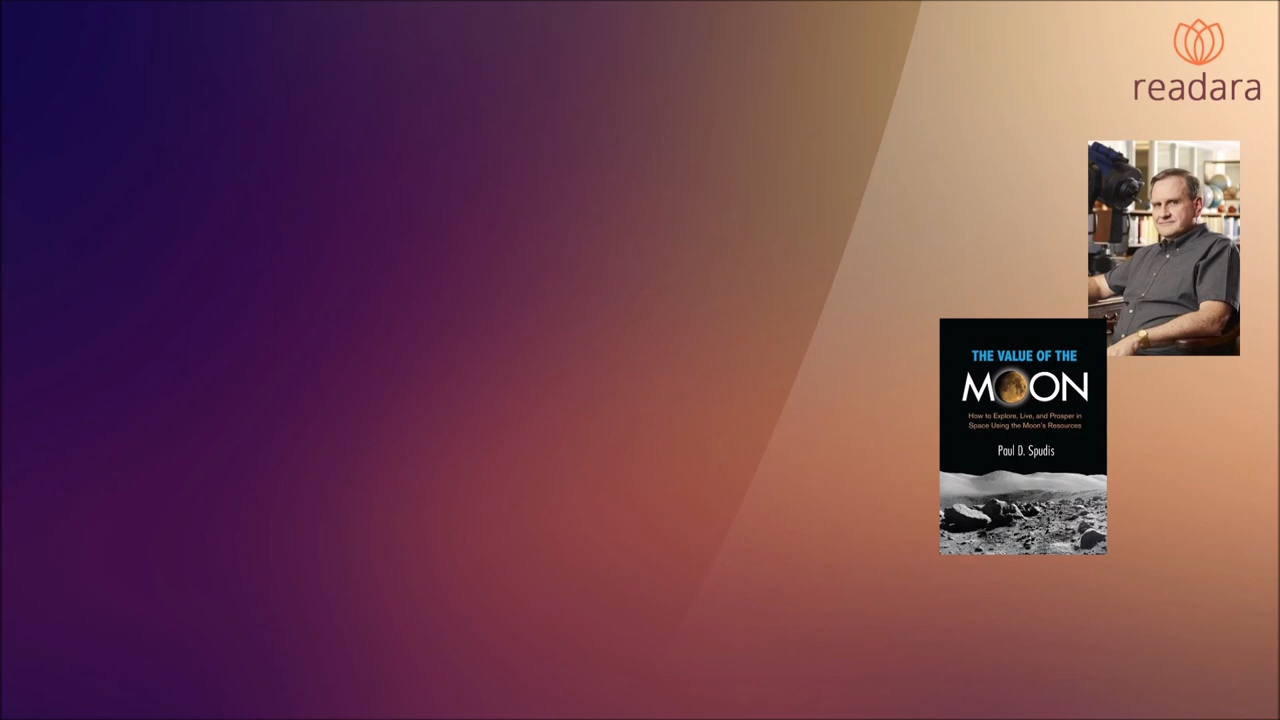 readara
THE VALUE OF THE
MOON
How to Explore, Live, and Prosper in
Space Using the Moon's Resources
Paul D. Spudis